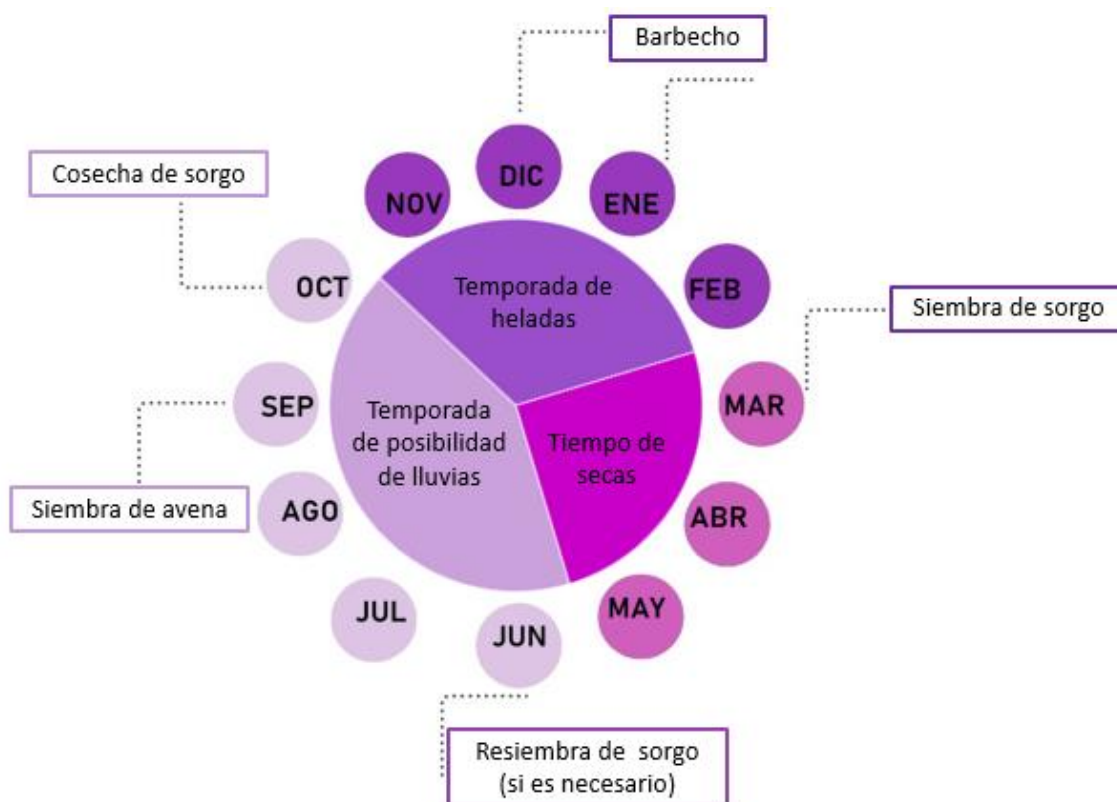 Barbecho
Cosecha de sorgo
DIC
NOV
ENE
OCT
FEB
Temporada de
heladas
Siembra de sorgo
SEP
MAR
Temporada
de posibilidad
de lluvias
Tiempo de
secas
Siembra de avena
AGO
ABR
JUL
MAY
JUN
Resiembra de sorgo
(si es necesario)